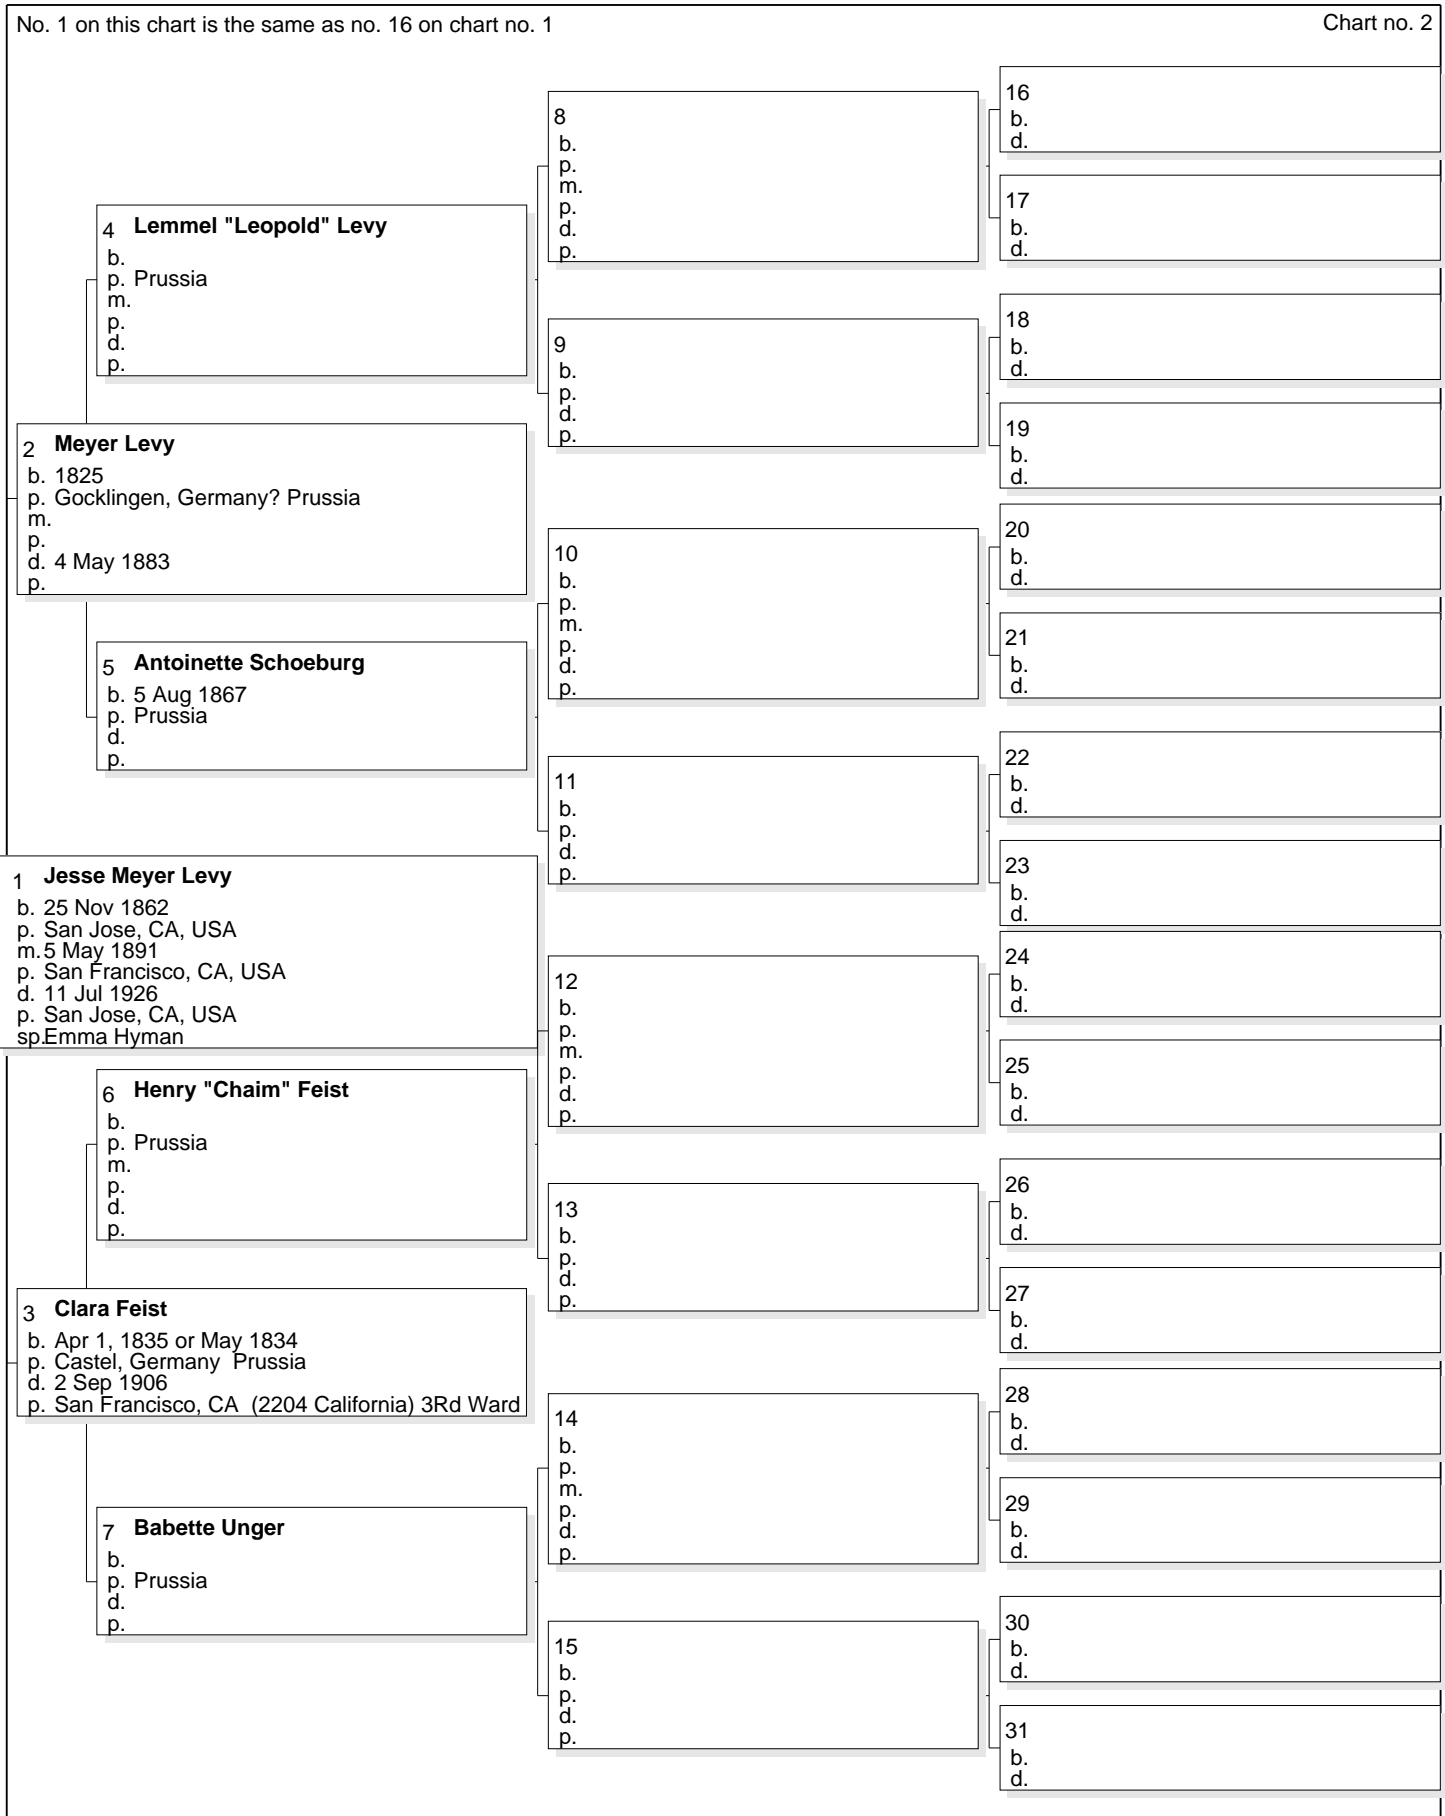 No. 1 on this chart is the same as no. 16 on chart no. 1
Chart no. 2
4 Lemmel "Leopold" Levy
b.
p. Prussia
m.
p.
d.
p.
2 Meyer Levy
b. 1825
p. Gocklingen, Germany? Prussia
m.
p.
d. 4 May 1883
p.
5 Antoinette Schoeburg
b. 5 Aug 1867
p. Prussia
d.
p.
1 Jesse Meyer Levy
b. 25 Nov 1862
p. San Jose, CA, USA
m. 5 May 1891
p. San Francisco, CA, USA
d. 11 Jul 1926
p. San Jose, CA, USA
sp. Emma Hyman
6 Henry "Chaim" Feist
b.
p. Prussia
m.
p.
d.
p.
3 Clara Feist
b. Apr 1, 1835 or May 1834
p. Castel, Germany  Prussia
d. 2 Sep 1906
p. San Francisco, CA  (2204 California) 3Rd Ward
7 Babette Unger
b.
p. Prussia
d.
p.
8
b.
p.
m.
p.
d.
p.
9
b.
p.
d.
p.
10
b.
p.
m.
p.
d.
p.
11
b.
p.
d.
p.
12
b.
p.
m.
p.
d.
p.
13
b.
p.
d.
p.
14
b.
p.
m.
p.
d.
p.
15
b.
p.
d.
p.
16
b.
d.
17
b.
d.
18
b.
d.
19
b.
d.
20
b.
d.
21
b.
d.
22
b.
d.
23
b.
d.
24
b.
d.
25
b.
d.
26
b.
d.
27
b.
d.
28
b.
d.
29
b.
d.
30
b.
d.
31
b.
d.